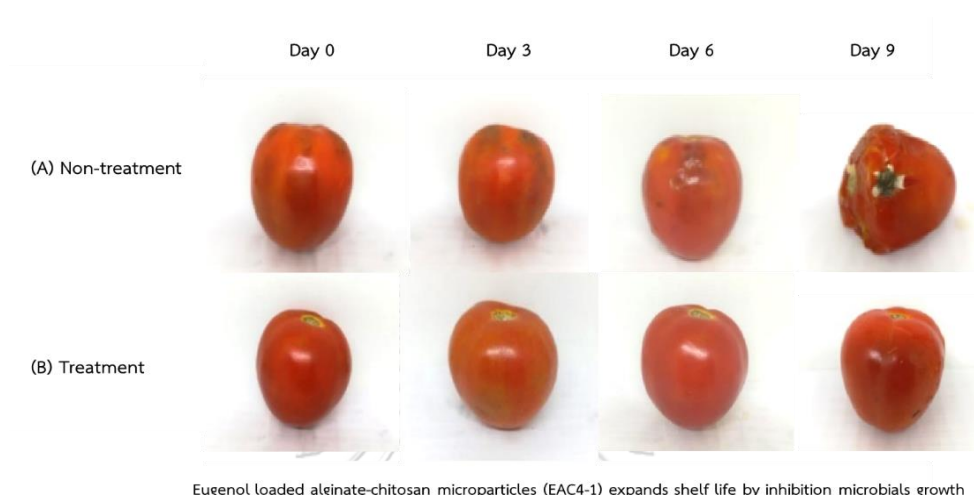 Day 0 Day 3 Day 6 Day 9
(A) Non-treatment
(B) Treatment
Eugenol loaded alginate-chitosan microparticles (EAC4-1) expands shelf life by inhibition microbials growth